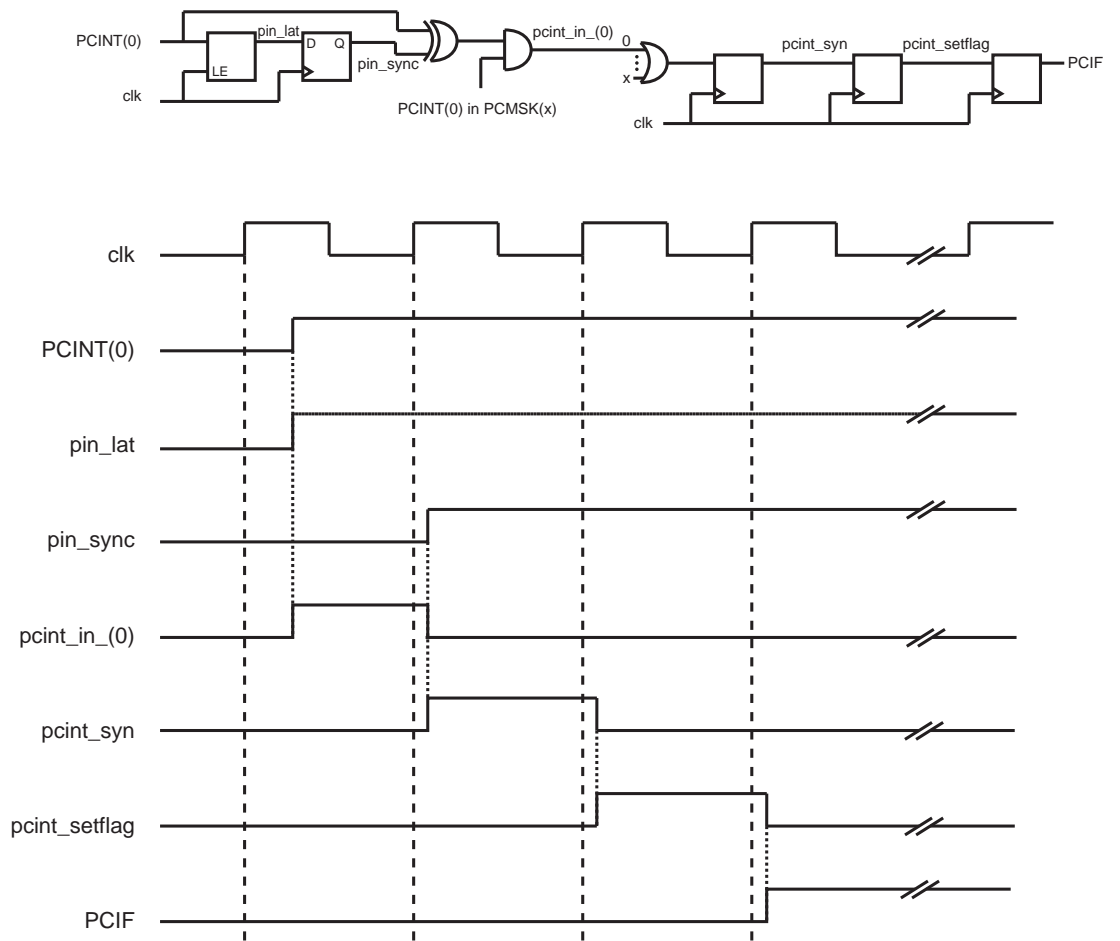 PCINT(0)
pin_lat
LE
D Q
pin_sync
clk
pcint_in_(0)
0
x
PCINT(0) in PCMSK(x)
pcint_syn
pcint_setflag
PCIF
clk
clk
PCINT(0)
pin_lat
pin_sync
pcint_in_(0)
pcint_syn
pcint_setflag
PCIF